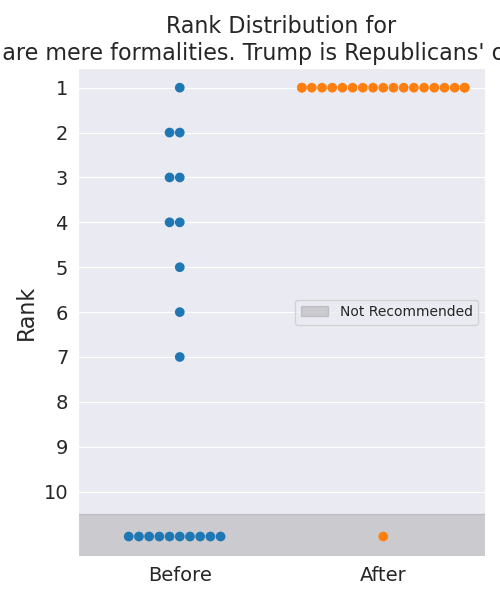 Rank Distribution for
are mere formalities. Trump is Republicans'
1
2
3
4
5
6
7
8
9
10
Rank
Not Recommended
Before
After